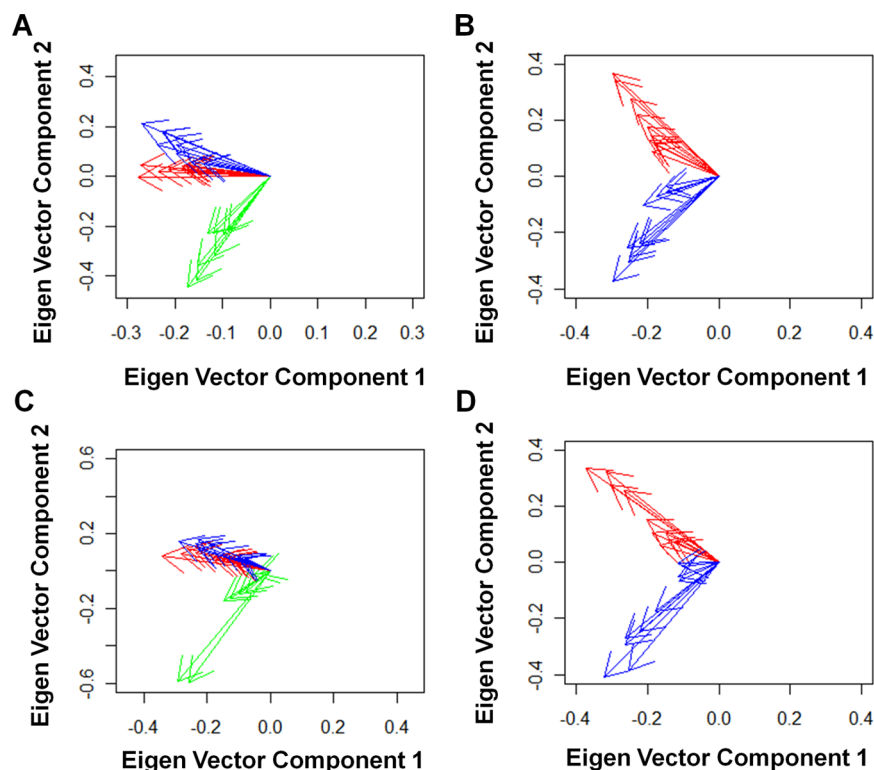 A
Eigen Vector Component 2
0.4
0.2
0.0
-0.2
-0.4
-0.3 -0.2 -0.1 0.0 0.1 0.2 0.3
Eigen Vector Component 1
B
Eigen Vector Component 2
0.4
0.2
0.0
-0.2
-0.4
-0.4 -0.2 0.0 0.2 0.4
Eigen Vector Component 1
C
Eigen Vector Component 2
0.6
0.2
-0.2
-0.6
-0.4 -0.2 0.0 0.2 0.4
Eigen Vector Component 1
D
Eigen Vector Component 2
0.4
0.2
0.0
-0.2
-0.4
-0.4 -0.2 0.0 0.2 0.4
Eigen Vector Component 1